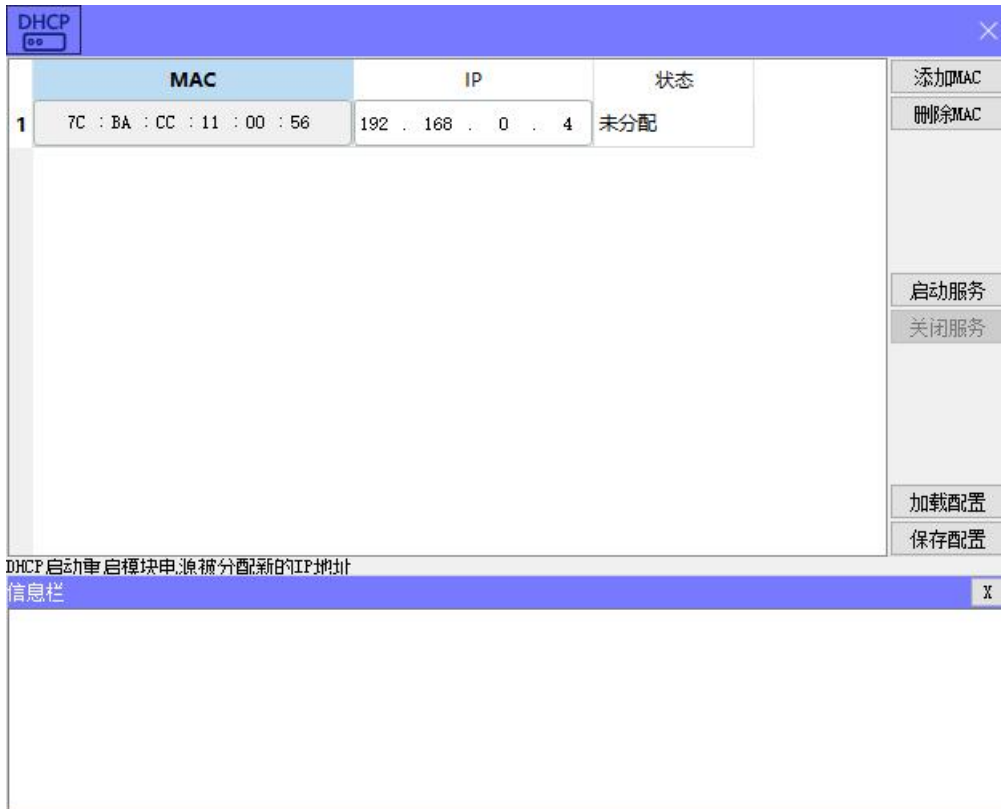 DHCP
MAC IP 状态
1 7C : BA : CC : 11 : 00 : 56 192 . 168 . 0 . 4 未分配
添加MAC
删除MAC
启动服务
关闭服务
加载配置
保存配置
DHCP启动重启模块电源被分配新的IP地址
信息栏 X